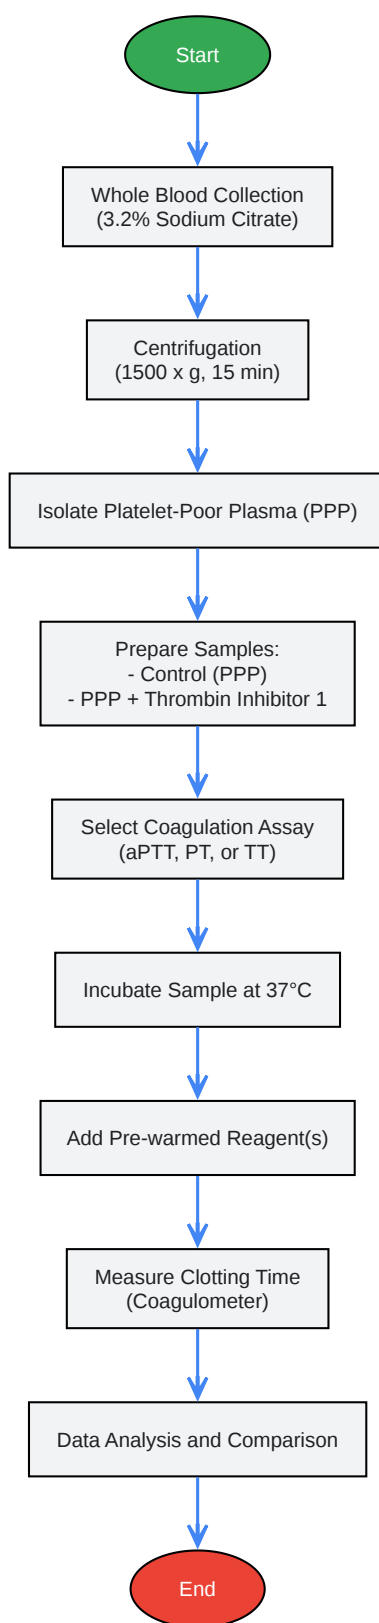 Start
Whole Blood Collection
(3.2% Sodium Citrate)
Centrifugation
(1500 x g, 15 min)
Isolate Platelet-Poor Plasma (PPP)
Prepare Samples:
- Control (PPP)
- PPP + Thrombin Inhibitor 1
Select Coagulation Assay
(aPTT, PT, or TT)
Incubate Sample at 37°C
Add Pre-warmed Reagent(s)
Measure Clotting Time
(Coagulometer)
Data Analysis and Comparison
End